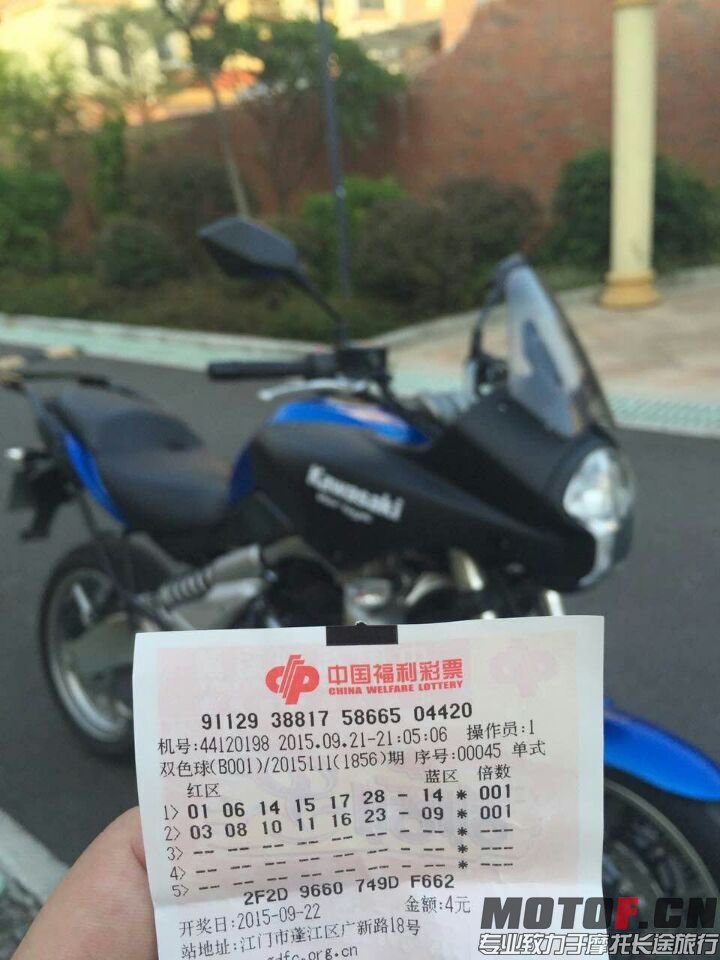 Kawasaki
中国福利彩票
CHINA WELFARE LOTTERY
91129 38817 58665 04420
机号:44120198 2015.09.21-21:05:06 操作员:1
双色球(B001)/2015111(1856)期 序号:00045 单式
红区 蓝区 倍数
1> 01 06 14 15 17 28 - 14 * 001
2> 03 08 10 11 16 23 - 09 * 001
3> -- -- -- -- -- -- - -- * ---
4> -- -- -- -- -- -- - -- * ---
5> -- -- -- -- -- -- - -- * ---
2F2D 9660 749D F662
开奖日:2015-09-22 金额:4元
站地址:江门市蓬江区广新路18号
dfc.org.cn
MOTOF.CN
专业致力于摩托长途旅行